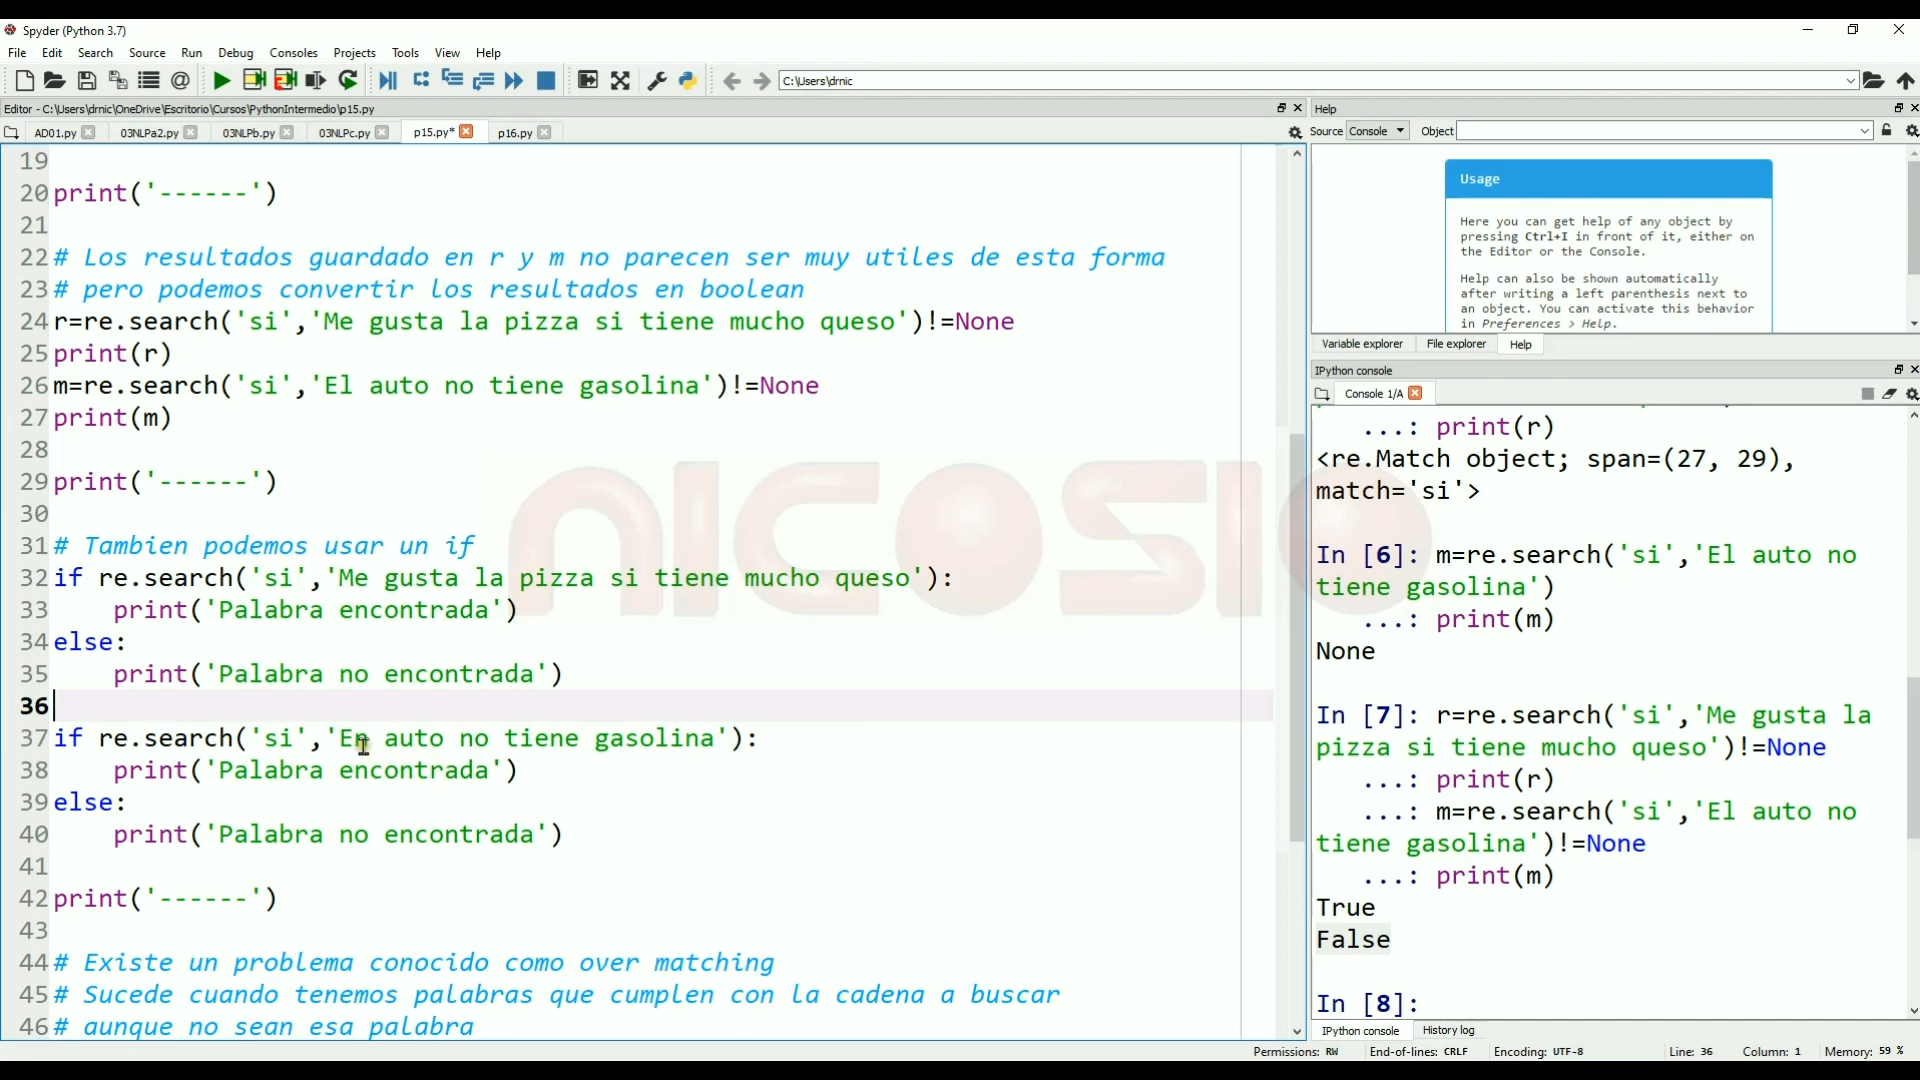 Spyder (Python 3.7)
File Edit Search Source Run Debug Consoles Projects Tools View Help
C:\Users\drnic
Editor - C:\Users\drnic\OneDrive\Escritorio\Cursos\PythonIntermedio\p15.py
AD01.py 03NLPa2.py 03NLPb.py 03NLPc.py p15.py* p16.py
19
20 print('------')
21
22 # Los resultados guardado en r y m no parecen ser muy utiles de esta forma
23 # pero podemos convertir los resultados en boolean
24 r=re.search('si','Me gusta la pizza si tiene mucho queso')!=None
25 print(r)
26 m=re.search('si','El auto no tiene gasolina')!=None
27 print(m)
28
29 print('------')
30
31 # Tambien podemos usar un if
32 if re.search('si','Me gusta la pizza si tiene mucho queso'):
33     print('Palabra encontrada')
34 else:
35     print('Palabra no encontrada')
36
37 if re.search('si','En auto no tiene gasolina'):
38     print('Palabra encontrada')
39 else:
40     print('Palabra no encontrada')
41
42 print('------')
43
44 # Existe un problema conocido como over matching
45 # Sucede cuando tenemos palabras que cumplen con la cadena a buscar
46 # aunque no sean esa palabra
NICOSIO
Help
Source Console Object
Usage
Here you can get help of any object by
pressing Ctrl+I in front of it, either on
the Editor or the Console.
Help can also be shown automatically
after writing a left parenthesis next to
an object. You can activate this behavior
in Preferences > Help.
Variable explorer File explorer Help
IPython console
Console 1/A
...: print(r)
<re.Match object; span=(27, 29),
match='si'>
In [6]: m=re.search('si','El auto no
tiene gasolina')
...: print(m)
None
In [7]: r=re.search('si','Me gusta la
pizza si tiene mucho queso')!=None
...: print(r)
...: m=re.search('si','El auto no
tiene gasolina')!=None
...: print(m)
True
False
In [8]:
IPython console History log
Permissions: RW End-of-lines: CRLF Encoding: UTF-8 Line: 36 Column: 1 Memory: 59 %